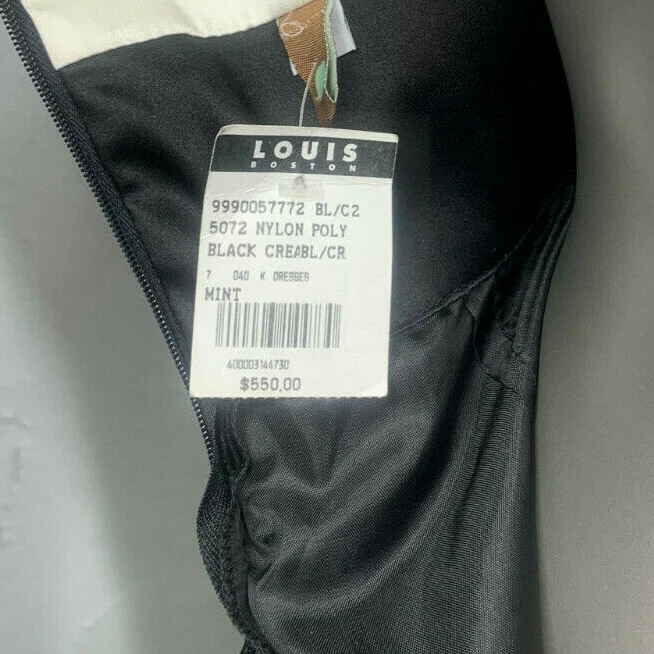 LOUIS
BOSTON
9990057772 BL/C2
5072 NYLON POLY
BLACK CREABL/CR
7 040 K DRESSES
MINT
400003144730
$550.00